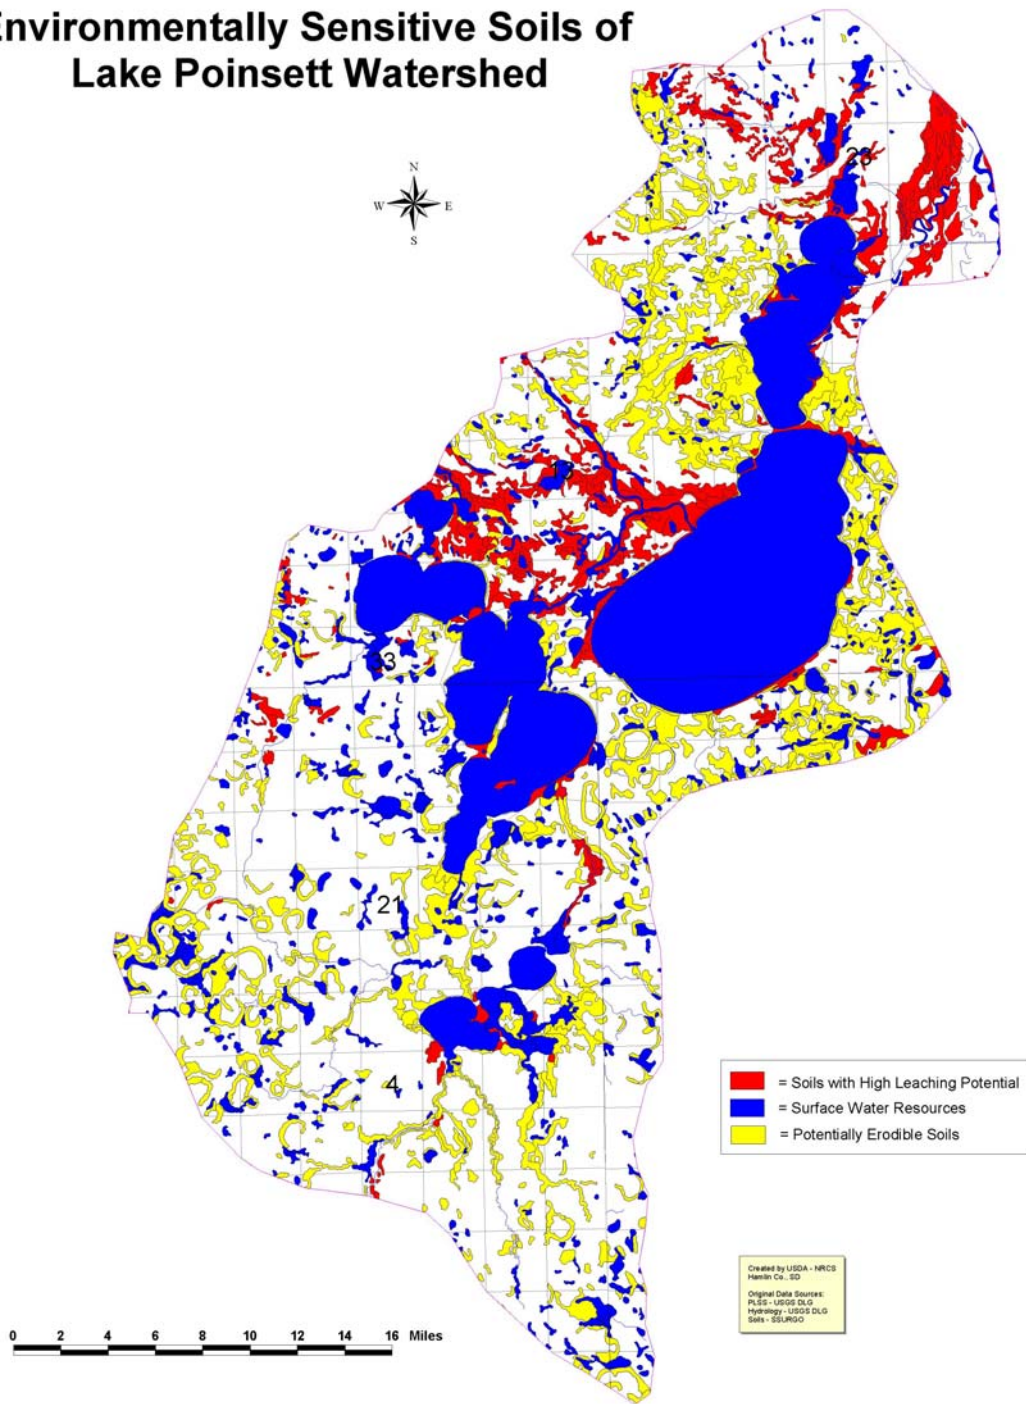 Environmentally Sensitive Soils of
Lake Poinsett Watershed
N
W E
S
23
13
33
21
4
= Soils with High Leaching Potential
= Surface Water Resources
= Potentially Erodible Soils
Created by USDA - NRCS
Hamlin Co., SD
Original Data Sources:
PLSS - USGS DLG
Hydrology - USGS DLG
Soils - SSURGO
0 2 4 6 8 10 12 14 16 Miles